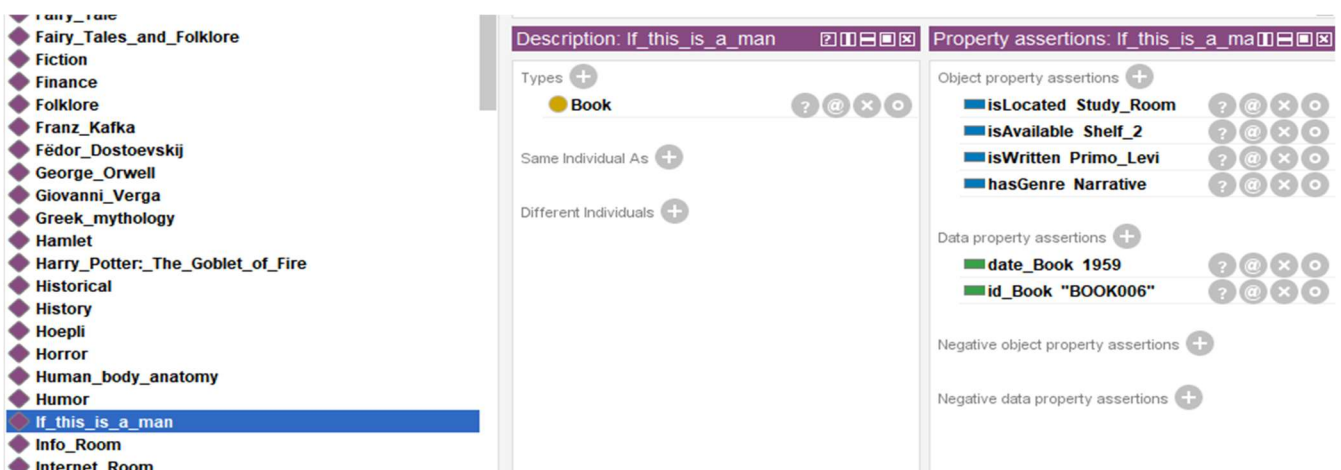 Fairy_Tale
Fairy_Tales_and_Folklore
Fiction
Finance
Folklore
Franz_Kafka
Fëdor_Dostoevskij
George_Orwell
Giovanni_Verga
Greek_mythology
Hamlet
Harry_Potter:_The_Goblet_of_Fire
Historical
History
Hoepli
Horror
Human_body_anatomy
Humor
If_this_is_a_man
Info_Room
Internet_Room
Description: If_this_is_a_man
Types
Book
Same Individual As
Different Individuals
Property assertions: If_this_is_a_ma
Object property assertions
isLocated Study_Room
isAvailable Shelf_2
isWritten Primo_Levi
hasGenre Narrative
Data property assertions
date_Book 1959
id_Book "BOOK006"
Negative object property assertions
Negative data property assertions